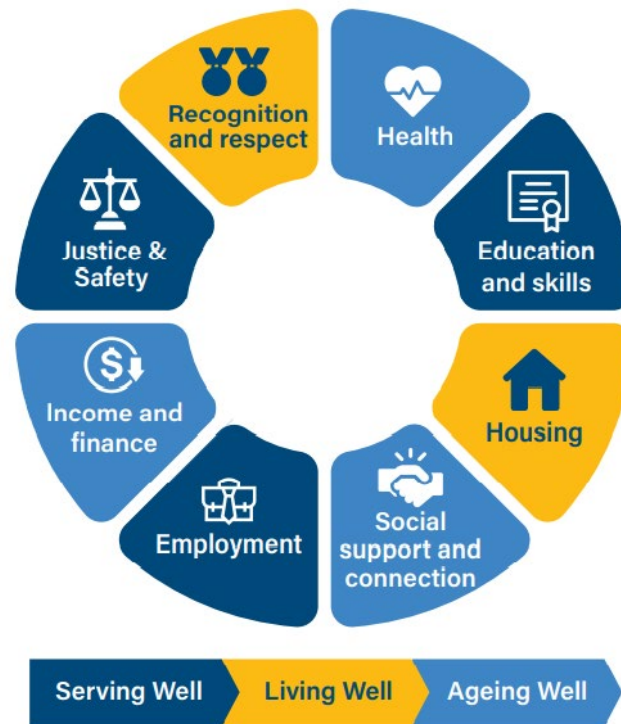 Recognition
and respect
Health
Education
and skills
Housing
Social
support and
connection
Employment
$
Income and
finance
Justice &
Safety
Serving Well
Living Well
Ageing Well